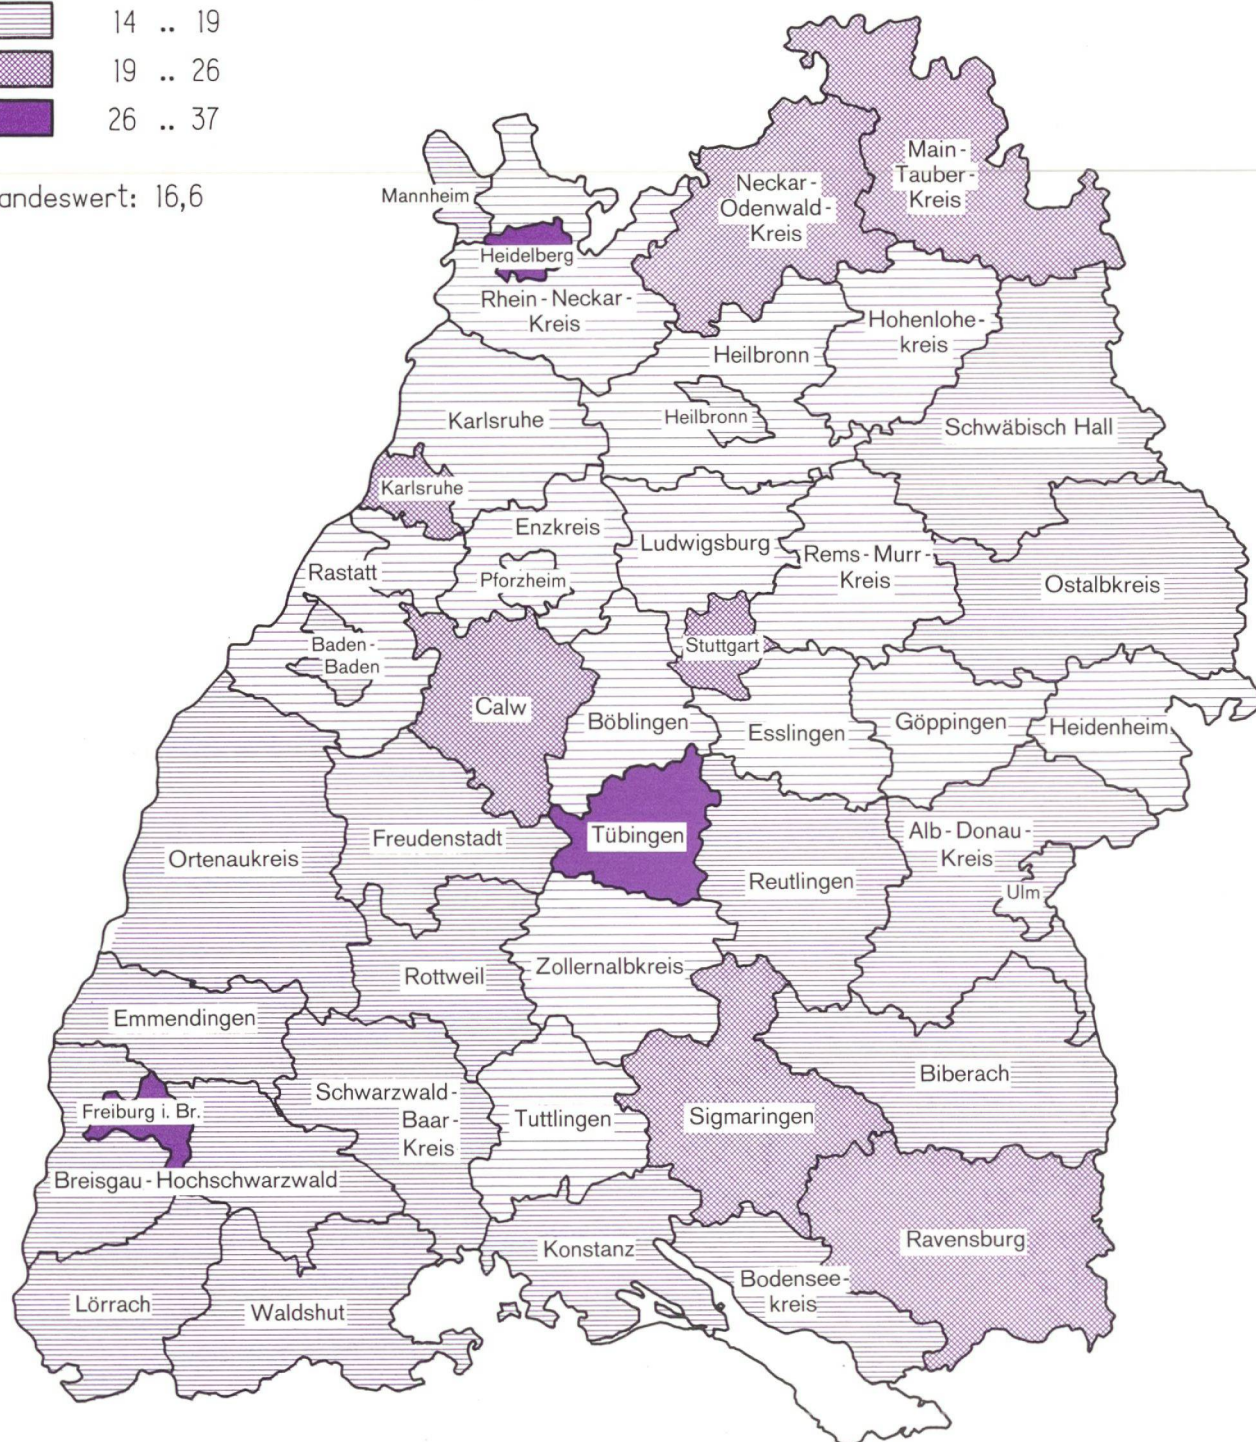 14 .. 19
19 .. 26
26 .. 37
andeswert: 16,6
Main-
Tauber-
Kreis
Neckar-
Odenwald-
Kreis
Mannheim
Heidelberg
Rhein-Neckar-
Kreis
Hohenlohe-
kreis
Heilbronn
Heilbronn
Karlsruhe
Schwäbisch Hall
Karlsruhe
Enzkreis
Ludwigsburg
Rems-Murr-
Kreis
Rastatt
Pforzheim
Ostalbkreis
Baden-
Baden
Stuttgart
Calw
Böblingen
Esslingen
Göppingen
Heidenheim
Freudenstadt
Tübingen
Alb-Donau-
Kreis
Ortenaukreis
Reutlingen
Ulm
Rottweil
Zollernalbkreis
Emmendingen
Biberach
Schwarzwald-
Baar-
Kreis
Freiburg i. Br.
Tuttlingen
Sigmaringen
Breisgau-Hochschwarzwald
Konstanz
Ravensburg
Bodensee-
kreis
Lörrach
Waldshut